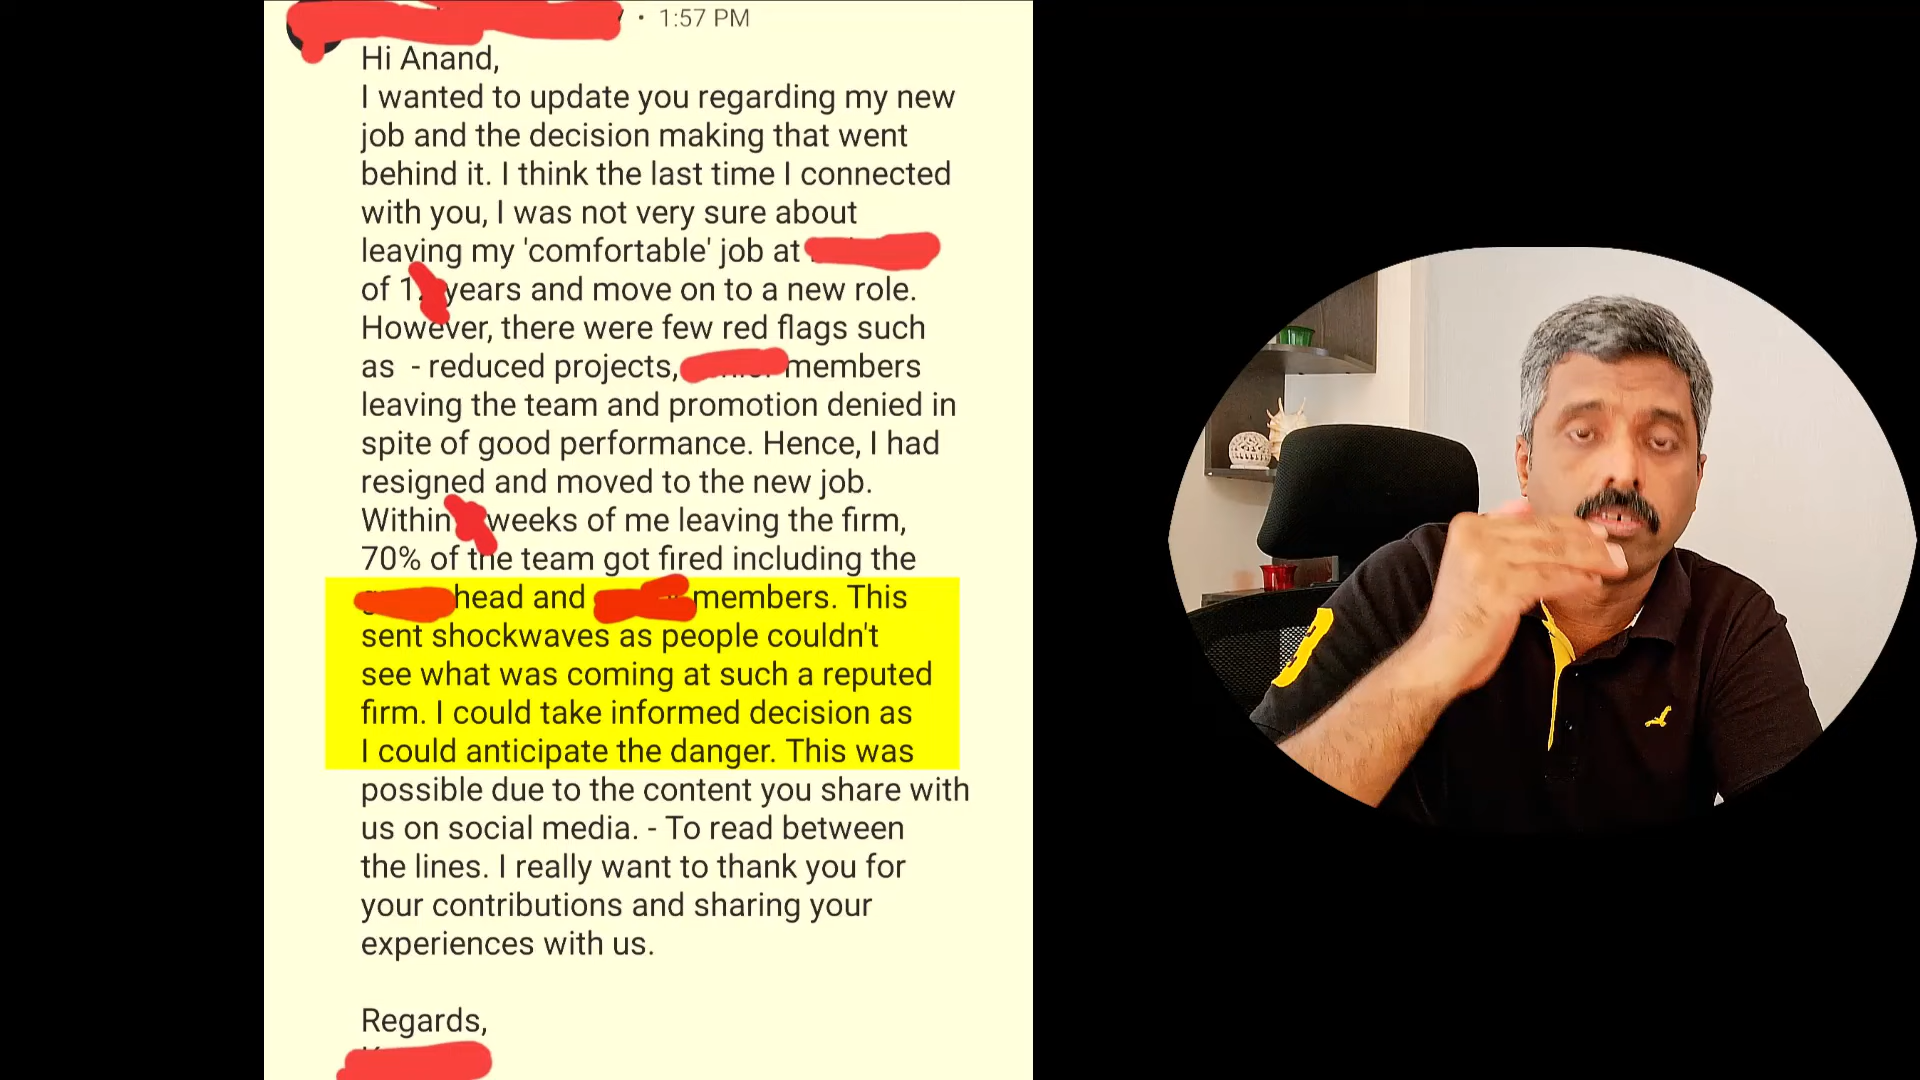 1:57 PM
Hi Anand,
I wanted to update you regarding my new
job and the decision making that went
behind it. I think the last time I connected
with you, I was not very sure about
leaving my 'comfortable' job at
of years and move on to a new role.
However, there were few red flags such
as - reduced projects, members
leaving the team and promotion denied in
spite of good performance. Hence, I had
resigned and moved to the new job.
Within weeks of me leaving the firm,
70% of the team got fired including the
head and members. This
sent shockwaves as people couldn't
see what was coming at such a reputed
firm. I could take informed decision as
I could anticipate the danger. This was
possible due to the content you share with
us on social media. - To read between
the lines. I really want to thank you for
your contributions and sharing your
experiences with us.
Regards,